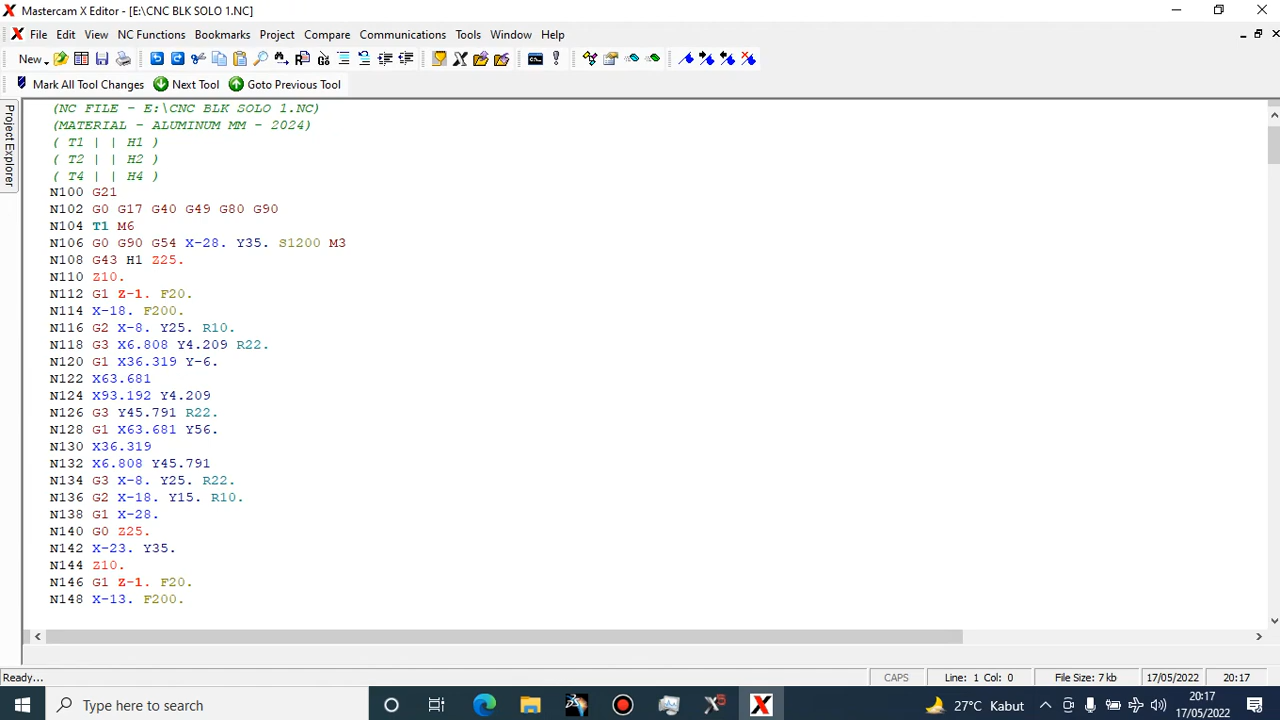 Mastercam X Editor - [E:\CNC BLK SOLO 1.NC]
File Edit View NC Functions Bookmarks Project Compare Communications Tools Window Help
New
Mark All Tool Changes Next Tool Goto Previous Tool
Project Explorer
(NC FILE - E:\CNC BLK SOLO 1.NC)
(MATERIAL - ALUMINUM MM - 2024)
( T1 | | H1 )
( T2 | | H2 )
( T4 | | H4 )
N100 G21
N102 G0 G17 G40 G49 G80 G90
N104 T1 M6
N106 G0 G90 G54 X-28. Y35. S1200 M3
N108 G43 H1 Z25.
N110 Z10.
N112 G1 Z-1. F20.
N114 X-18. F200.
N116 G2 X-8. Y25. R10.
N118 G3 X6.808 Y4.209 R22.
N120 G1 X36.319 Y-6.
N122 X63.681
N124 X93.192 Y4.209
N126 G3 Y45.791 R22.
N128 G1 X63.681 Y56.
N130 X36.319
N132 X6.808 Y45.791
N134 G3 X-8. Y25. R22.
N136 G2 X-18. Y15. R10.
N138 G1 X-28.
N140 G0 Z25.
N142 X-23. Y35.
N144 Z10.
N146 G1 Z-1. F20.
N148 X-13. F200.
Ready... CAPS Line: 1 Col: 0 File Size: 7 kb 17/05/2022 20:17
Type here to search 27°C Kabut 20:17
17/05/2022